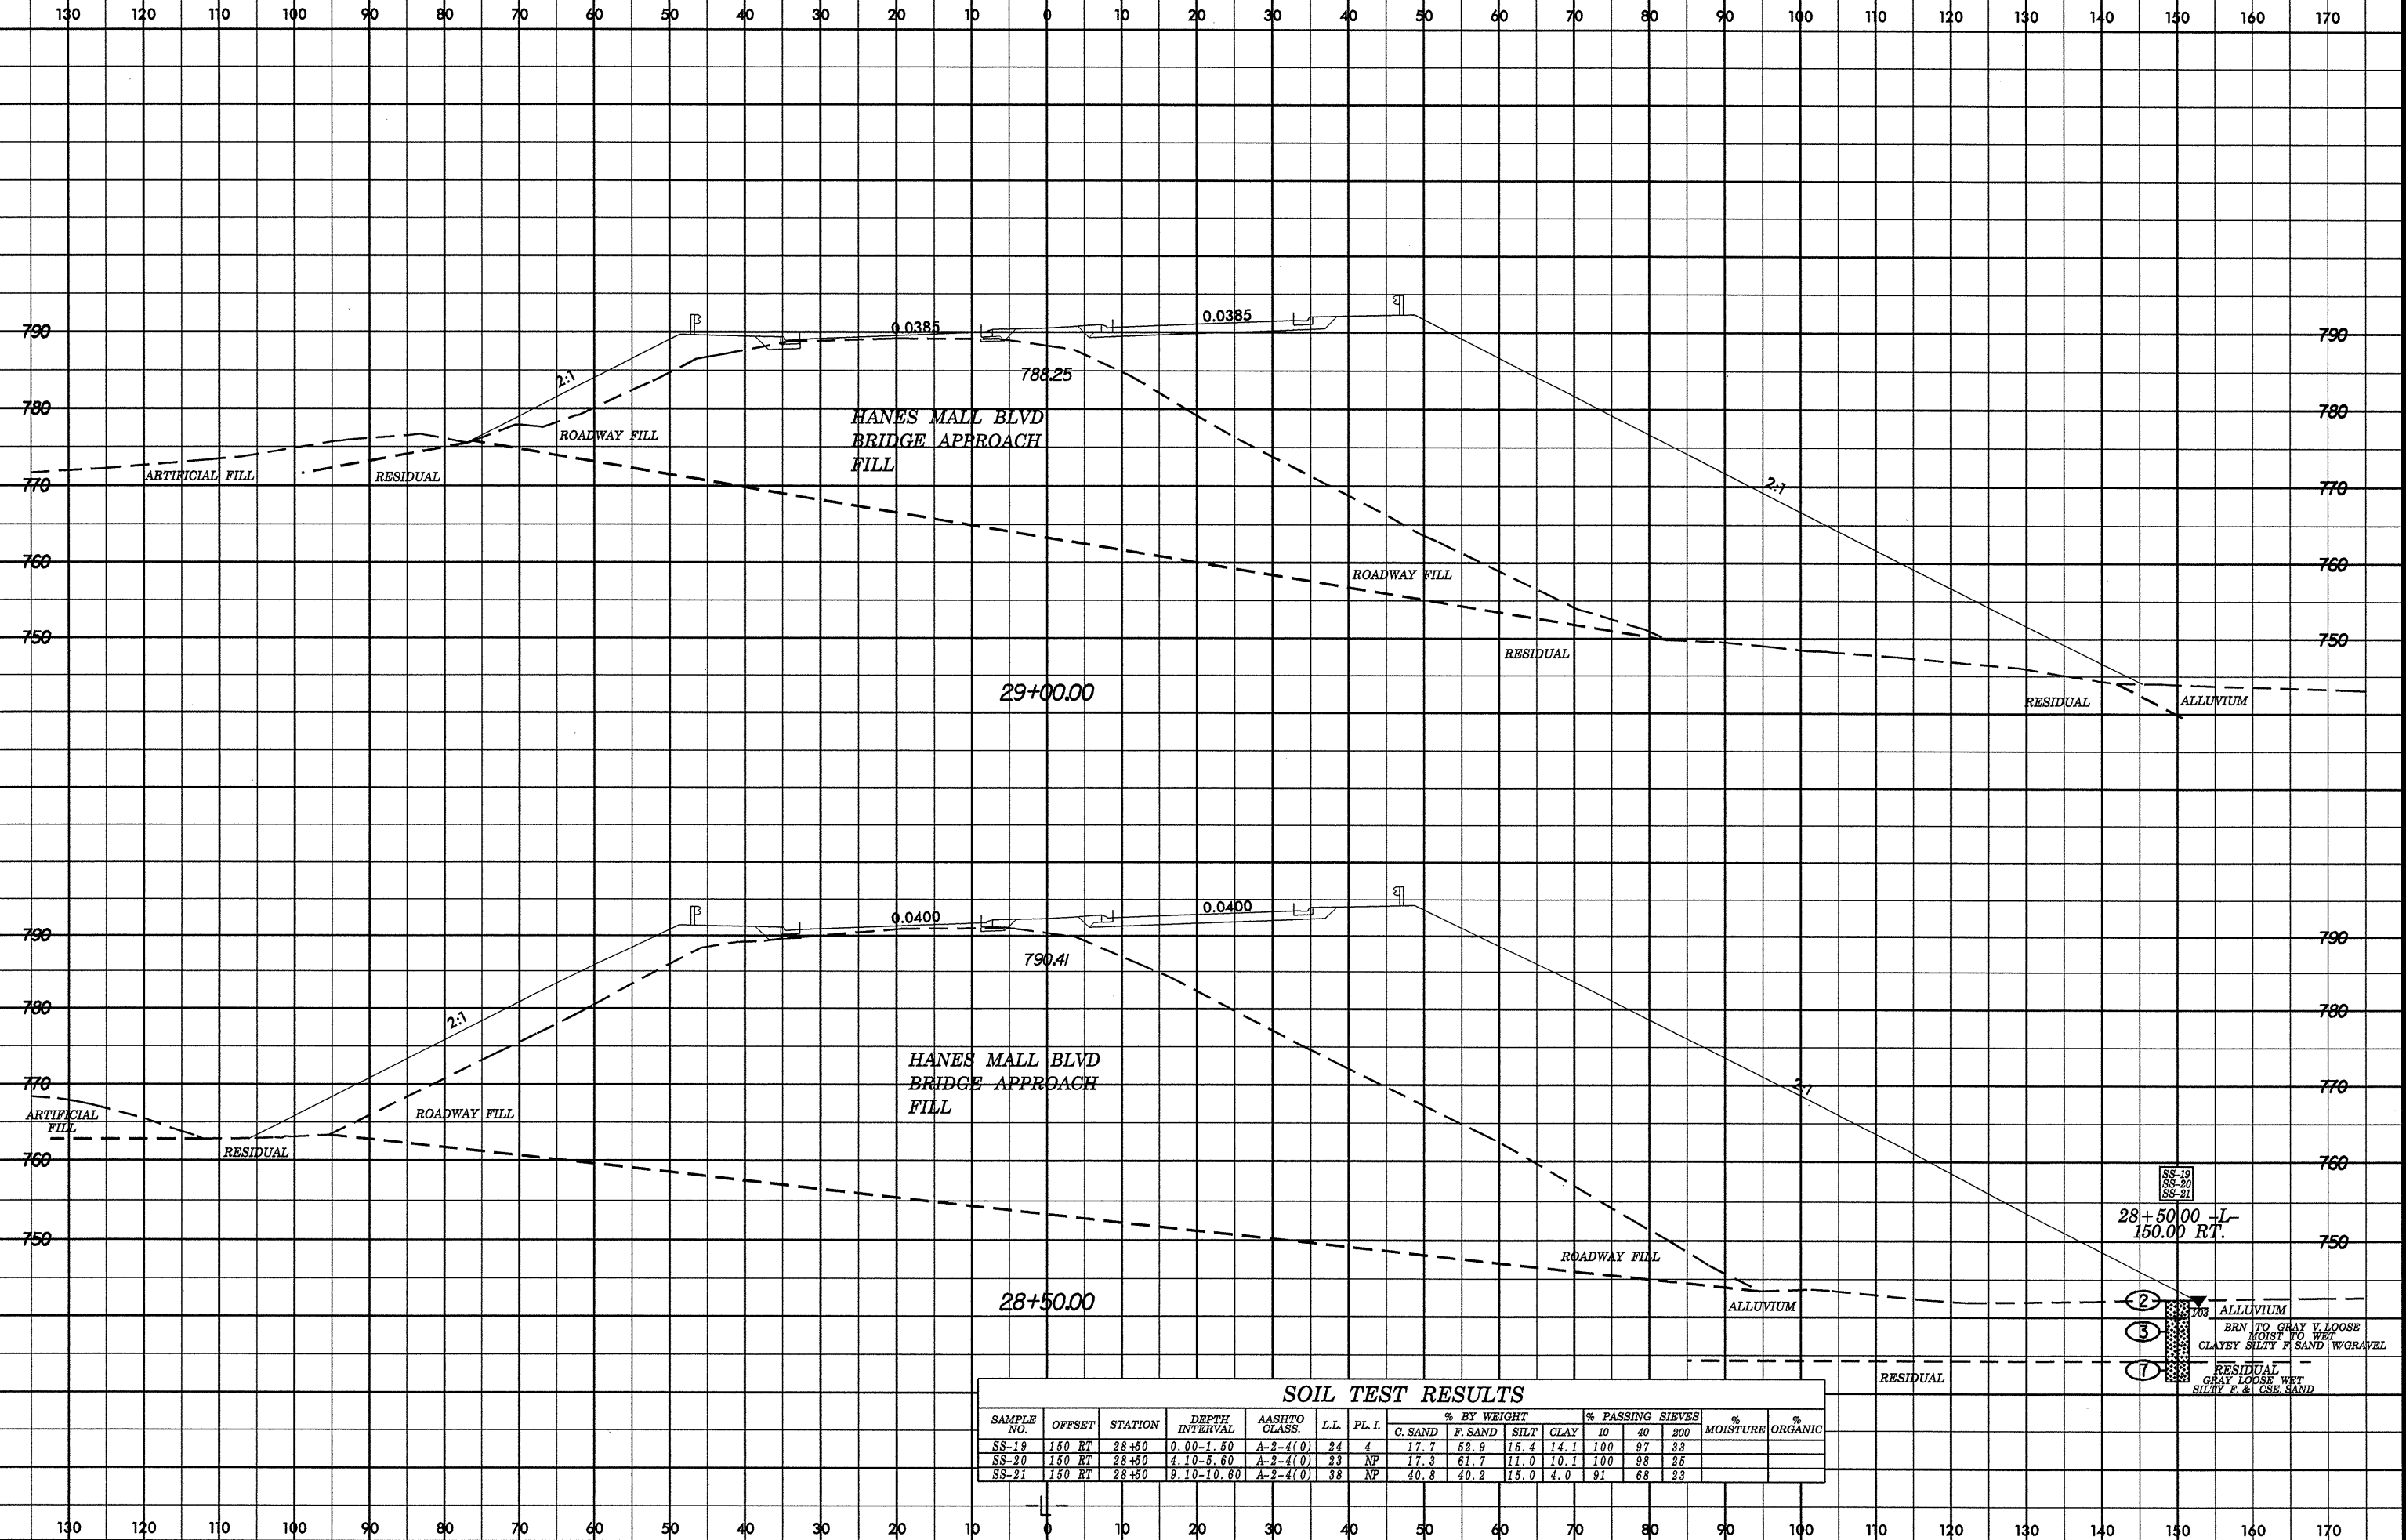 130 120 110 100 90 80 70 60 50 40 30 20 10 0 10 20 30 40 50 60 70 80 90 100 110 120 130 140 150 160 170
790 0.0385 0.0385 790
2:1 788.25
780 780
HANES MALL BLVD
BRIDGE APPROACH
FILL
ROADWAY FILL
ARTIFICIAL FILL RESIDUAL
770 2:1 770
760 760
ROADWAY FILL
750 750
RESIDUAL
29+00.00
RESIDUAL ALLUVIUM
0.0400 0.0400
790 790
790.41
780 780
2:1
HANES MALL BLVD
BRIDGE APPROACH
FILL
770 2:1 770
ARTIFICIAL
FILL
ROADWAY FILL
RESIDUAL
760 760
SS-19
SS-20
SS-21
28+50.00 -L-
150.00 RT.
750 750
ROADWAY FILL
28+50.00
ALLUVIUM
2
1/03 ALLUVIUM
3
BRN TO GRAY V. LOOSE
MOIST TO WET
CLAYEY SILTY F. SAND W/GRAVEL
7
RESIDUAL
RESIDUAL
GRAY LOOSE WET
SILTY F. & CSE. SAND
SOIL TEST RESULTS
SAMPLE NO. OFFSET STATION DEPTH INTERVAL AASHTO CLASS. L.L. PL. I. % BY WEIGHT % PASSING SIEVES % MOISTURE % ORGANIC
C. SAND F. SAND SILT CLAY 10 40 200
SS-19 150 RT 28+50 0.00-1.50 A-2-4(0) 24 4 17.7 52.9 15.4 14.1 100 97 33
SS-20 150 RT 28+50 4.10-5.60 A-2-4(0) 23 NP 17.3 61.7 11.0 10.1 100 98 25
SS-21 150 RT 28+50 9.10-10.60 A-2-4(0) 38 NP 40.8 40.2 15.0 4.0 91 68 23
130 120 110 100 90 80 70 60 50 40 30 20 10 0 10 20 30 40 50 60 70 80 90 100 110 120 130 140 150 160 170